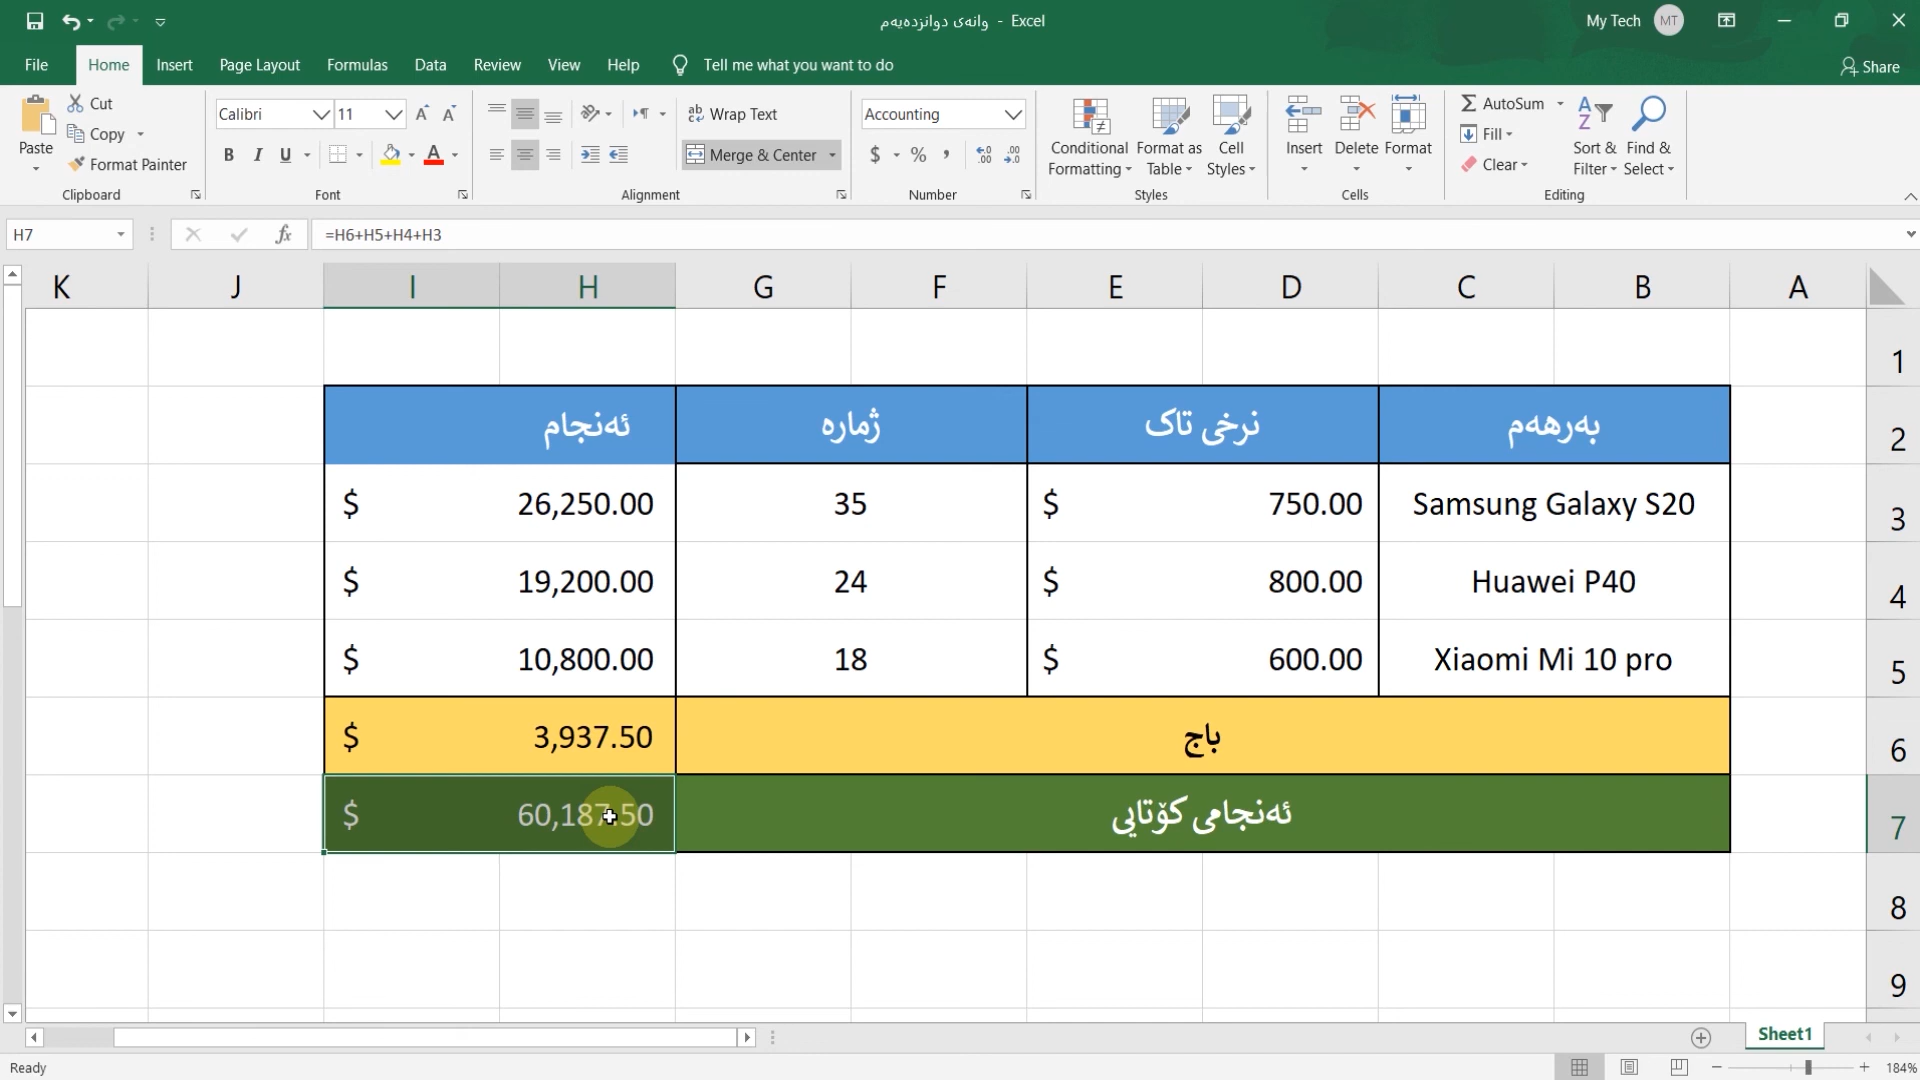 وانەی دوانزدەیەم - Excel
My Tech MT
File Home Insert Page Layout Formulas Data Review View Help Tell me what you want to do Share
Paste
Cut
Copy
Format Painter
Clipboard
Calibri 11
B I U
Font
Wrap Text
Merge & Center
Alignment
Accounting
$ % ,
Number
Conditional Formatting
Format as Table
Cell Styles
Styles
Insert Delete Format
Cells
AutoSum
Fill
Clear
Sort & Filter
Find & Select
Editing
H7 fx =H6+H5+H4+H3
K J I H G F E D C B A
1
2
بەرهەم نرخی تاک ژمارە ئەنجام
3
Samsung Galaxy S20 $ 750.00 35 $ 26,250.00
4
Huawei P40 $ 800.00 24 $ 19,200.00
5
Xiaomi Mi 10 pro $ 600.00 18 $ 10,800.00
6
باج $ 3,937.50
7
ئەنجامی کۆتایی $ 60,187.50
8
9
Sheet1
Ready
184%